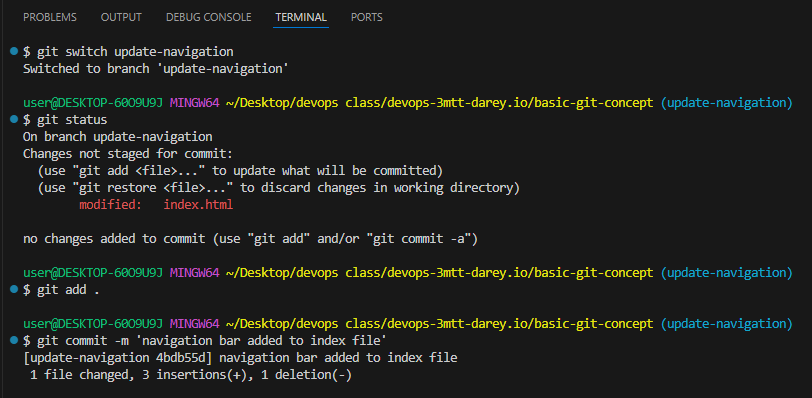 PROBLEMS OUTPUT DEBUG CONSOLE TERMINAL PORTS
$ git switch update-navigation
Switched to branch 'update-navigation'
user@DESKTOP-60O9U9J MINGW64 ~/Desktop/devops class/devops-3mtt-darey.io/basic-git-concept (update-navigation)
$ git status
On branch update-navigation
Changes not staged for commit:
  (use "git add <file>..." to update what will be committed)
  (use "git restore <file>..." to discard changes in working directory)
        modified:   index.html
no changes added to commit (use "git add" and/or "git commit -a")
user@DESKTOP-60O9U9J MINGW64 ~/Desktop/devops class/devops-3mtt-darey.io/basic-git-concept (update-navigation)
$ git add .
user@DESKTOP-60O9U9J MINGW64 ~/Desktop/devops class/devops-3mtt-darey.io/basic-git-concept (update-navigation)
$ git commit -m 'navigation bar added to index file'
[update-navigation 4bdb55d] navigation bar added to index file
 1 file changed, 3 insertions(+), 1 deletion(-)